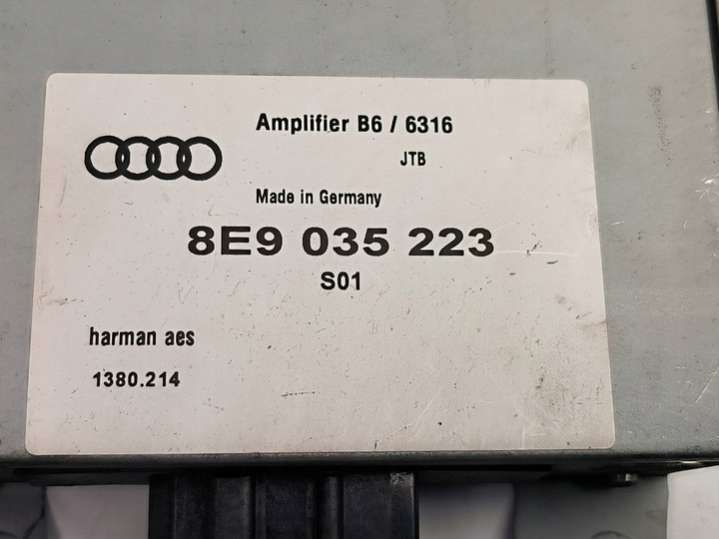 Amplifier B6 / 6316
JTB
Made in Germany
8E9 035 223
S01
harman aes
1380.214